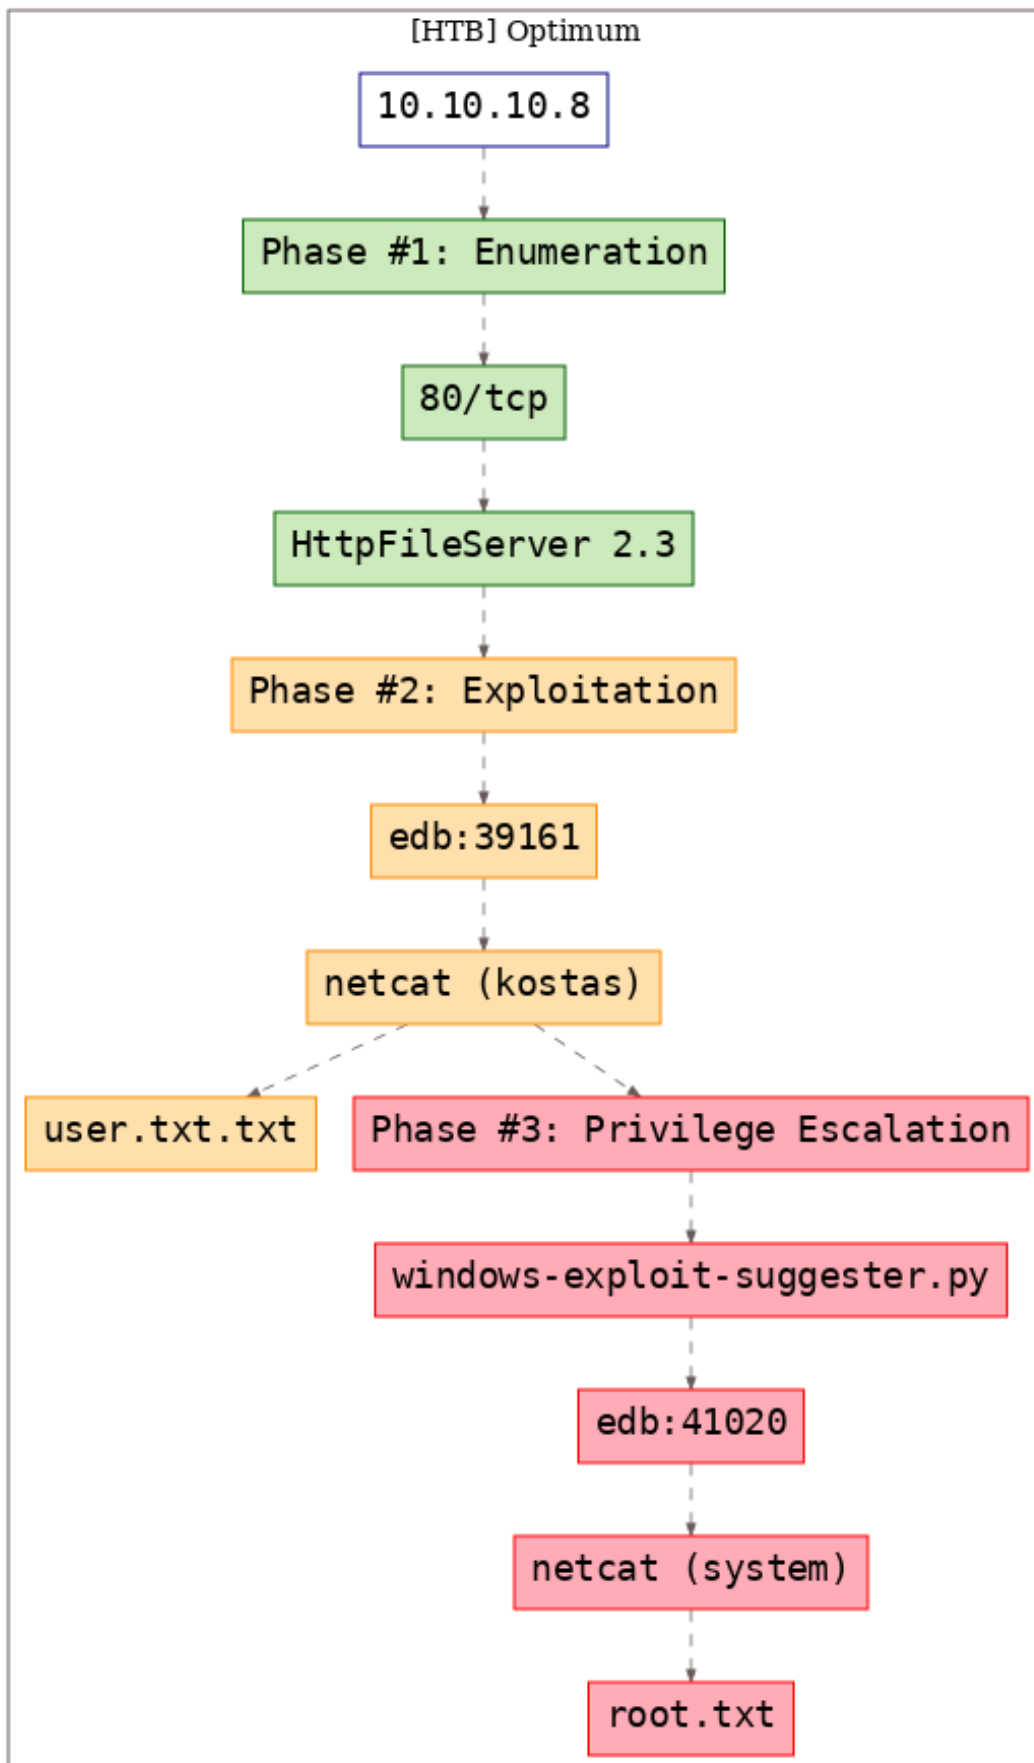 [HTB] Optimum
10.10.10.8
Phase #1: Enumeration
80/tcp
HttpFileServer 2.3
Phase #2: Exploitation
edb:39161
netcat (kostas)
user.txt.txt
Phase #3: Privilege Escalation
windows-exploit-suggester.py
edb:41020
netcat (system)
root.txt